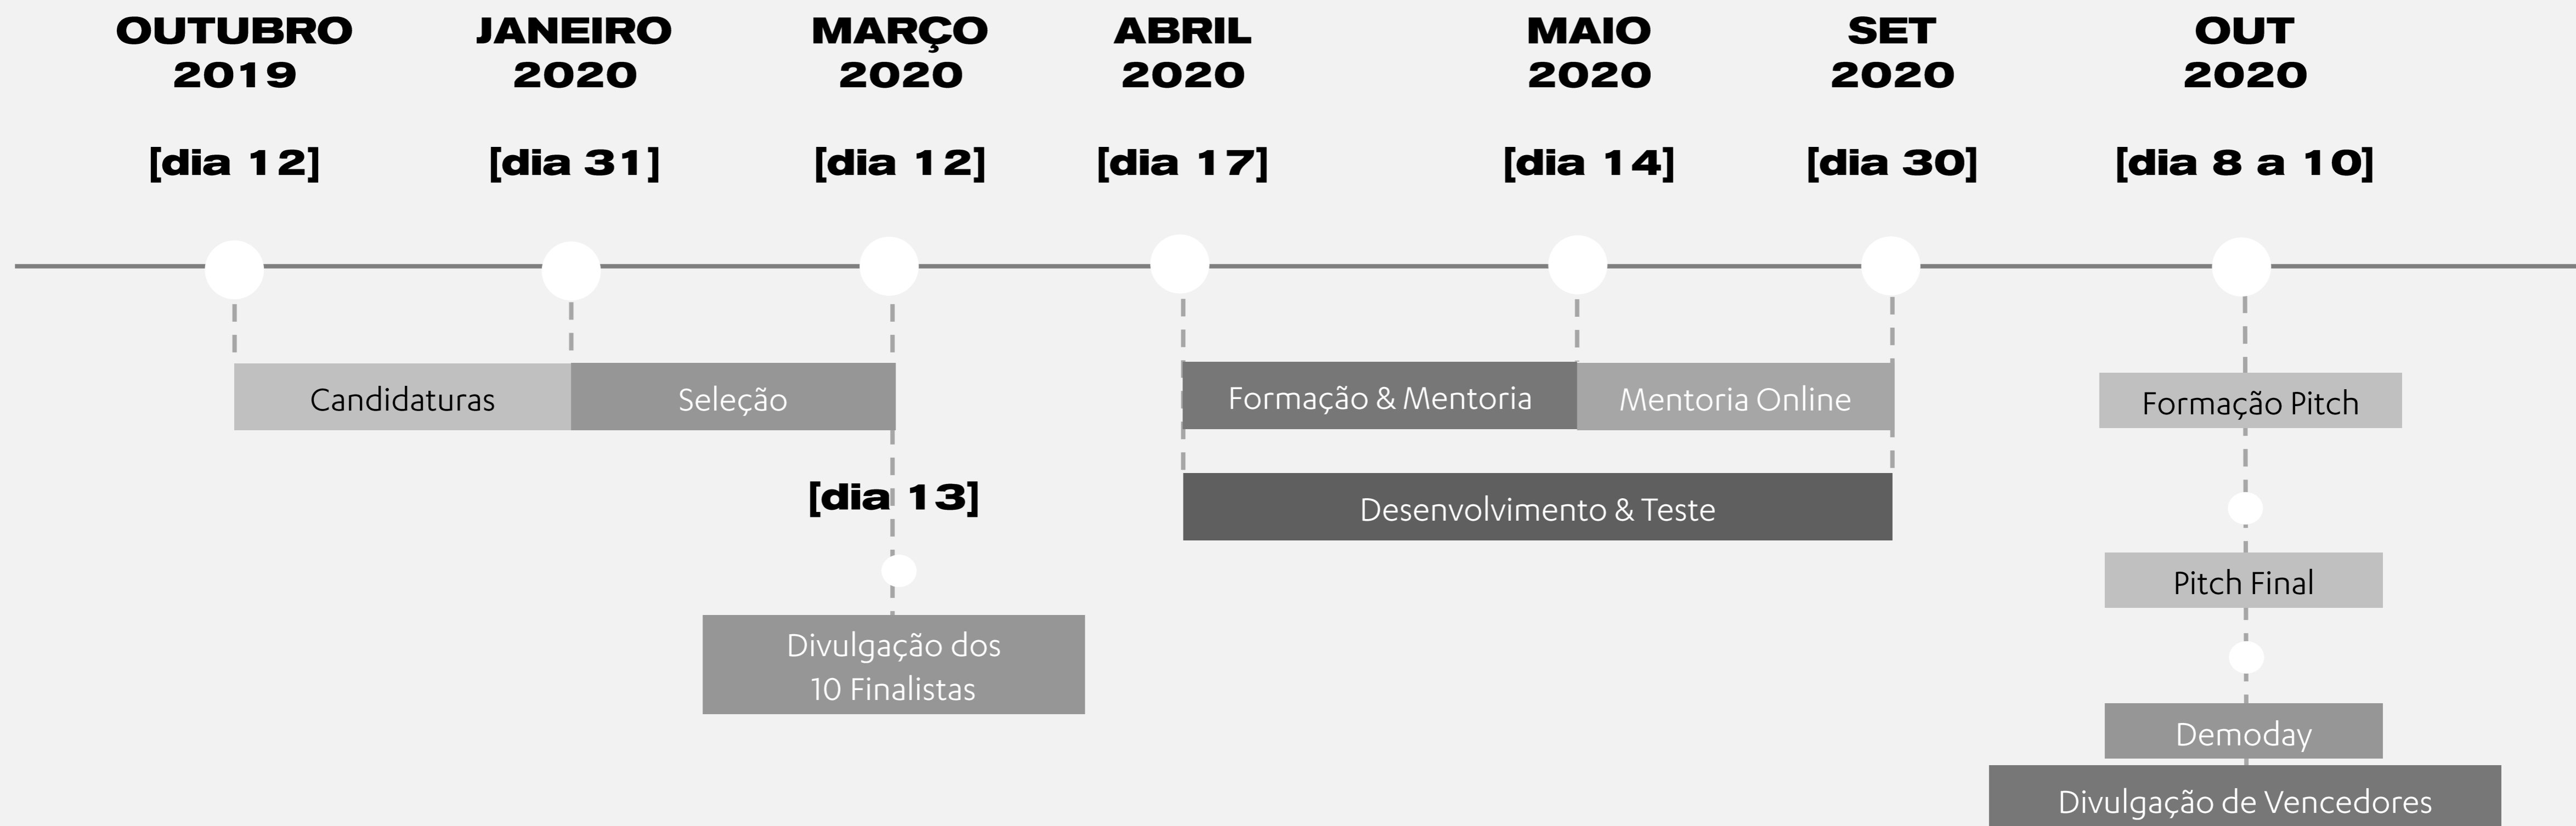 OUTUBRO
2019
[dia 12]
JANEIRO
2020
[dia 31]
MARÇO
2020
[dia 12]
ABRIL
2020
[dia 17]
MAIO
2020
[dia 14]
SET
2020
[dia 30]
OUT
2020
[dia 8 a 10]
Candidaturas
Seleção
[dia 13]
Divulgação dos
10 Finalistas
Formação & Mentoria
Mentoria Online
Desenvolvimento & Teste
Formação Pitch
Pitch Final
Demoday
Divulgação de Vencedores